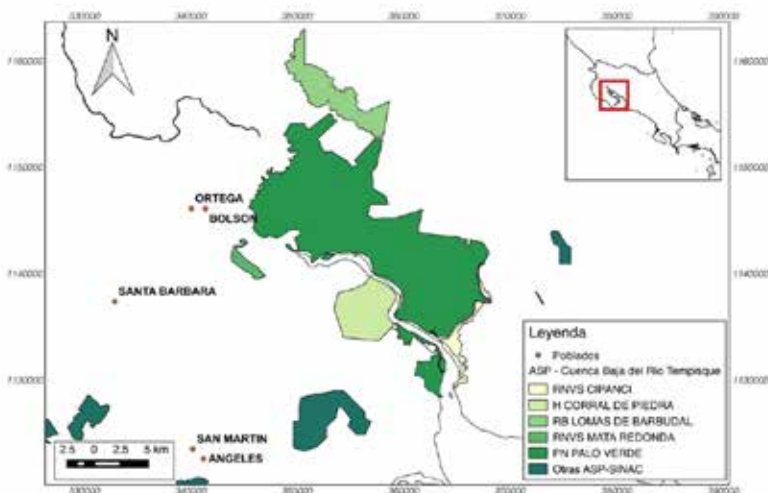 N
ORTEGA
BOLSON
SANTA BARBARA
SAN MARTIN
ANGELES
2.5 0 2.5 5 km
Leyenda
Poblados
ASP - Cuenca Baja del Rio Tempisque
RNVS CIPANCI
H CORRAL DE PIEDRA
RB LOMAS DE BARBUDAL
RNVS MATA REDONDA
PN PALO VERDE
Otras ASP-SINAC